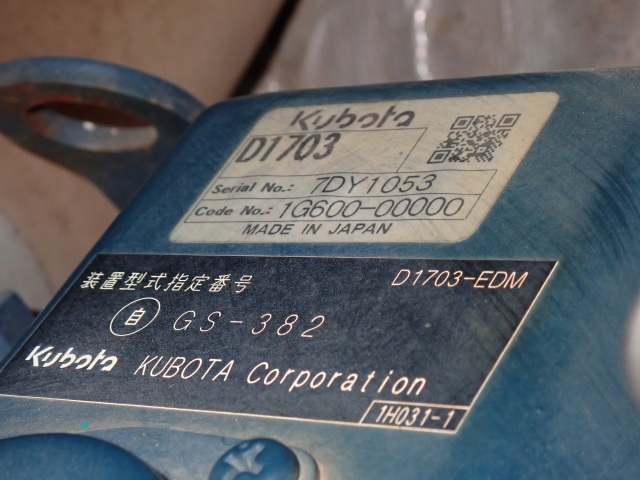 Kubota
D1703
Serial No.: 7DY1053
Code No.: 1G600-00000
MADE IN JAPAN
装置型式指定番号 D1703-EDM
自 GS-382
Kubota KUBOTA Corporation
1H031-1